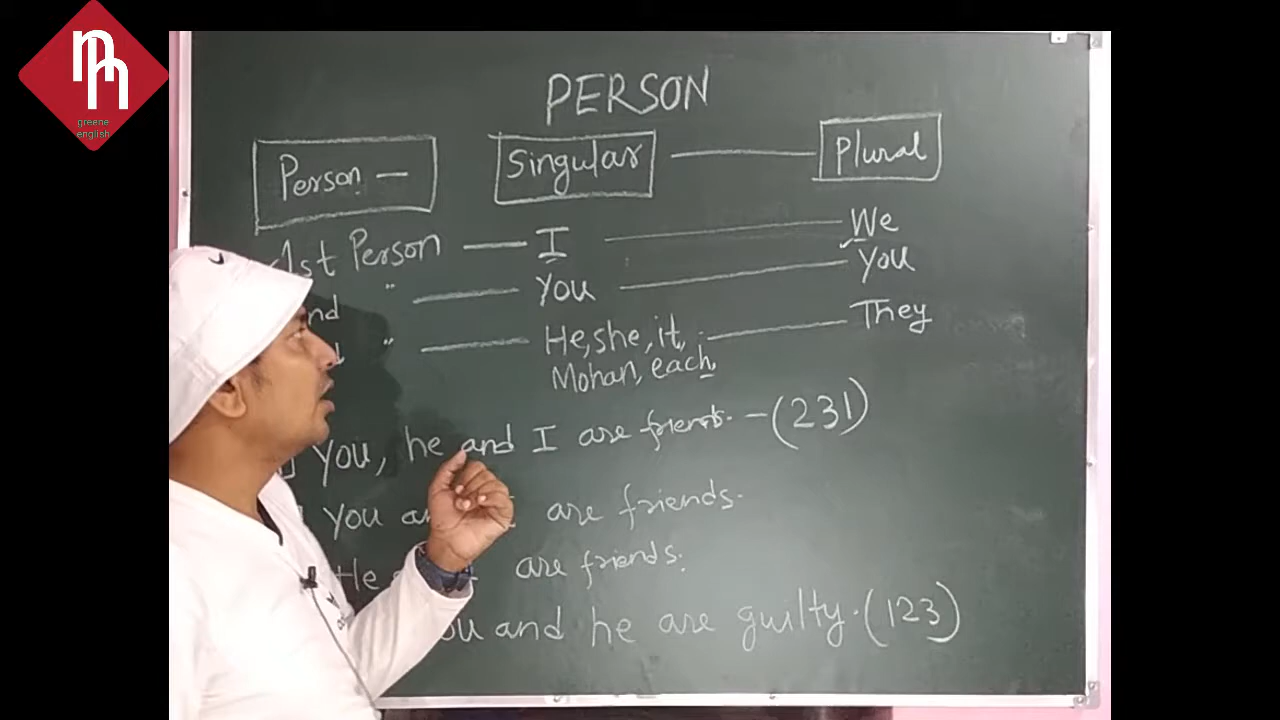 greene
english
PERSON
Person — Singular — Plural
1st Person — I — We
nd " — You — You
" — He, she, it, — They
Mohan, each,
You, he and I are friends. — (231)
You are friends.
He are friends.
and he are guilty. (123)